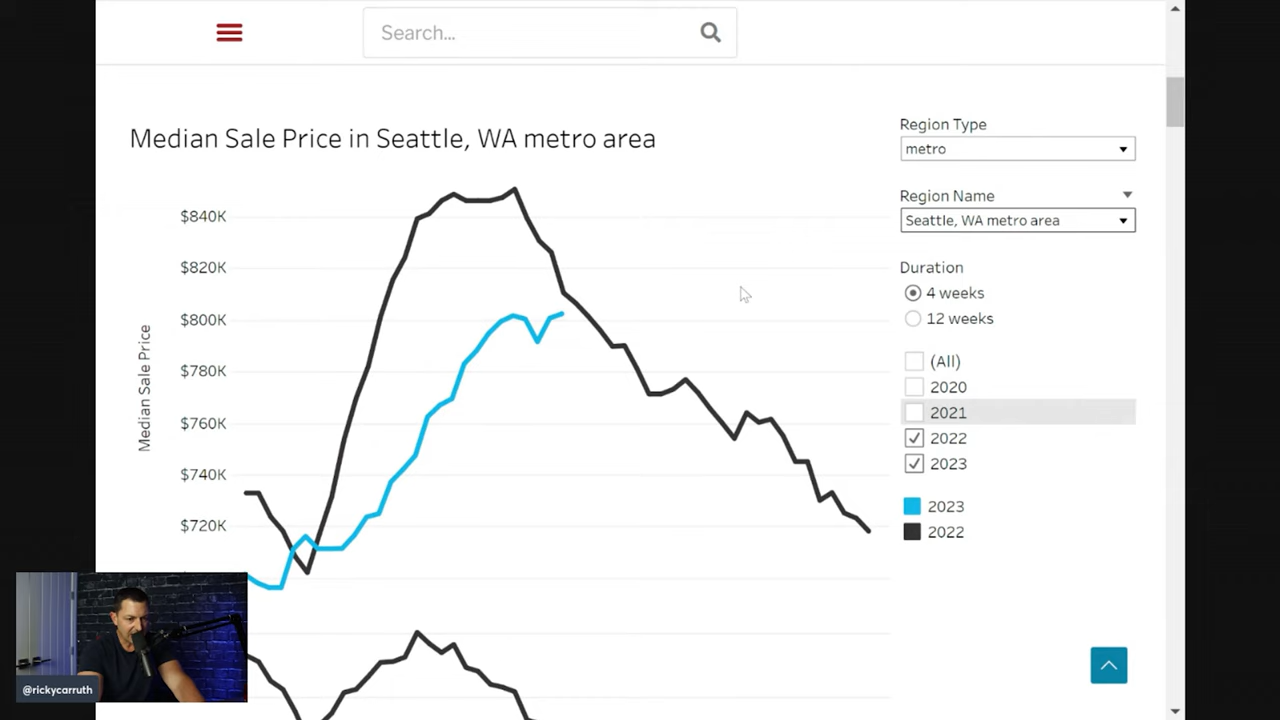 Search...
Median Sale Price in Seattle, WA metro area
Median Sale Price
$840K
$820K
$800K
$780K
$760K
$740K
$720K
Region Type
metro
Region Name
Seattle, WA metro area
Duration
4 weeks
12 weeks
(All)
2020
2021
2022
2023
2023
2022
@rickycarruth